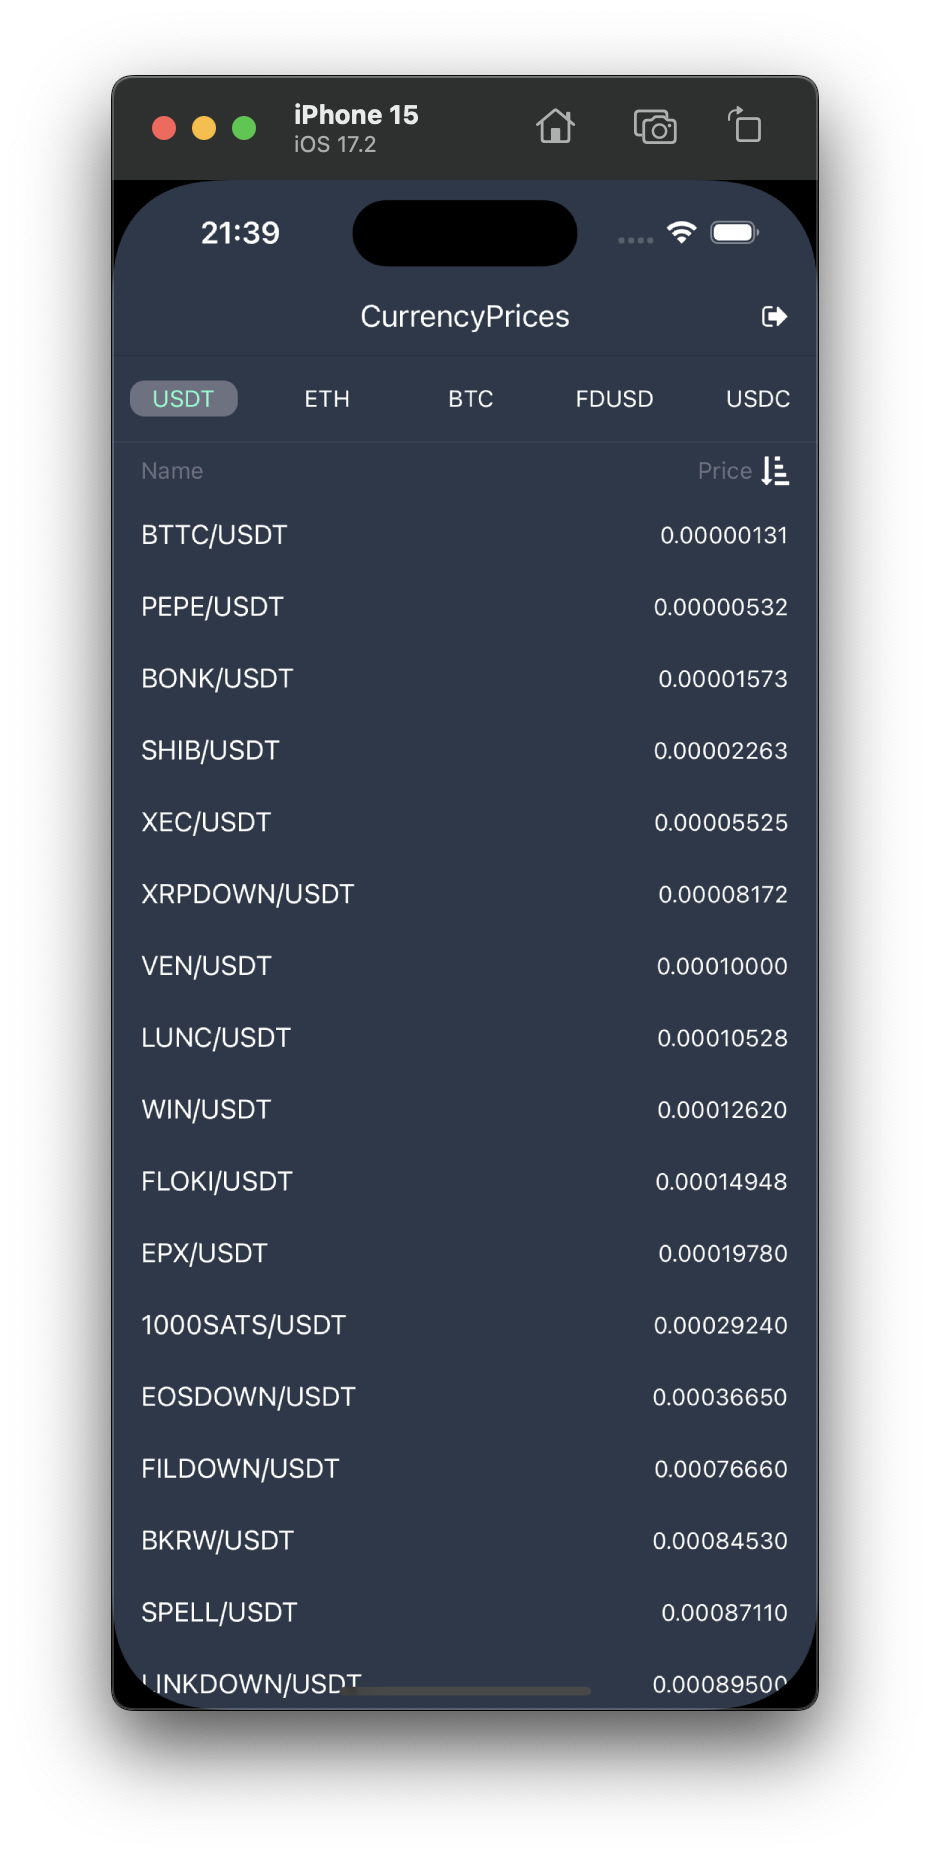 iPhone 15
iOS 17.2
21:39
CurrencyPrices
USDT ETH BTC FDUSD USDC
Name Price
BTTC/USDT 0.00000131
PEPE/USDT 0.00000532
BONK/USDT 0.00001573
SHIB/USDT 0.00002263
XEC/USDT 0.00005525
XRPDOWN/USDT 0.00008172
VEN/USDT 0.00010000
LUNC/USDT 0.00010528
WIN/USDT 0.00012620
FLOKI/USDT 0.00014948
EPX/USDT 0.00019780
1000SATS/USDT 0.00029240
EOSDOWN/USDT 0.00036650
FILDOWN/USDT 0.00076660
BKRW/USDT 0.00084530
SPELL/USDT 0.00087110
LINKDOWN/USDT 0.00089500